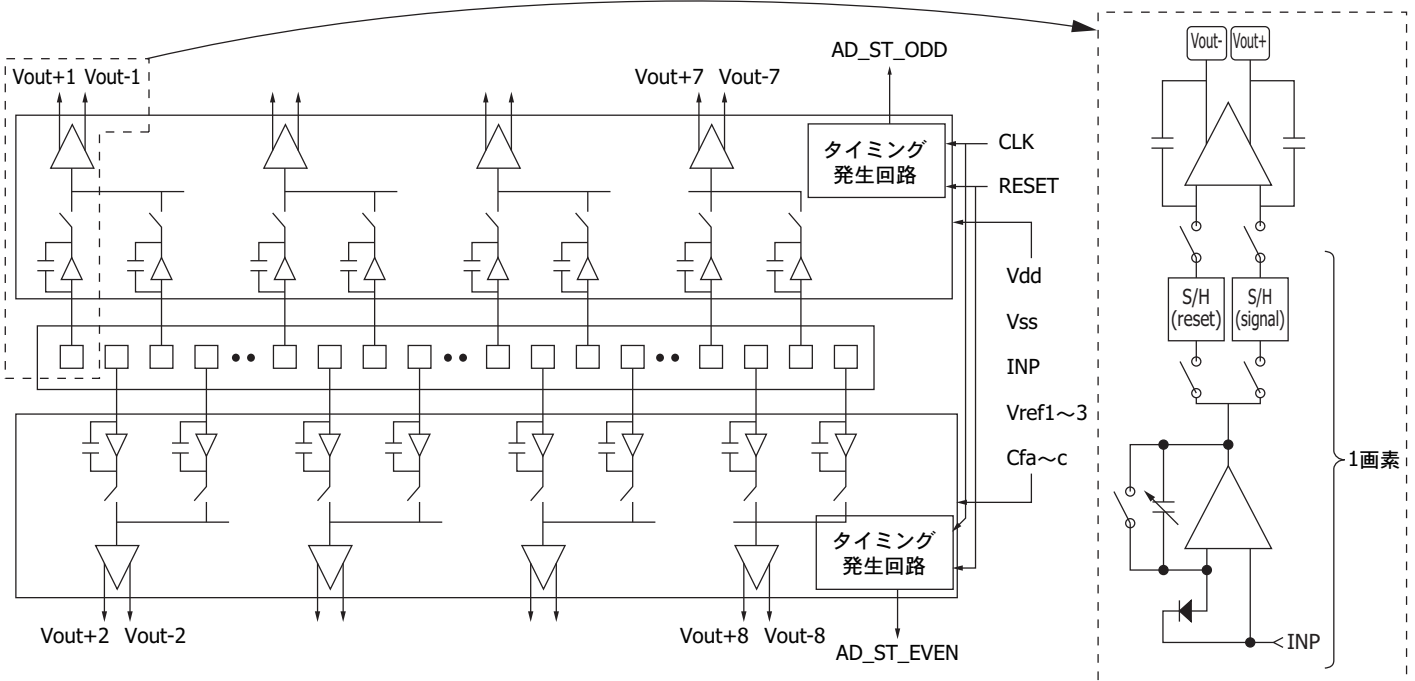 Vout+1 Vout-1
Vout+7 Vout-7
AD_ST_ODD
タイミング
発生回路
CLK
RESET
Vdd
Vss
INP
Vref1～3
Cfa～c
タイミング
発生回路
Vout+2 Vout-2
Vout+8 Vout-8
AD_ST_EVEN
Vout- Vout+
S/H
(reset)
S/H
(signal)
1画素
INP